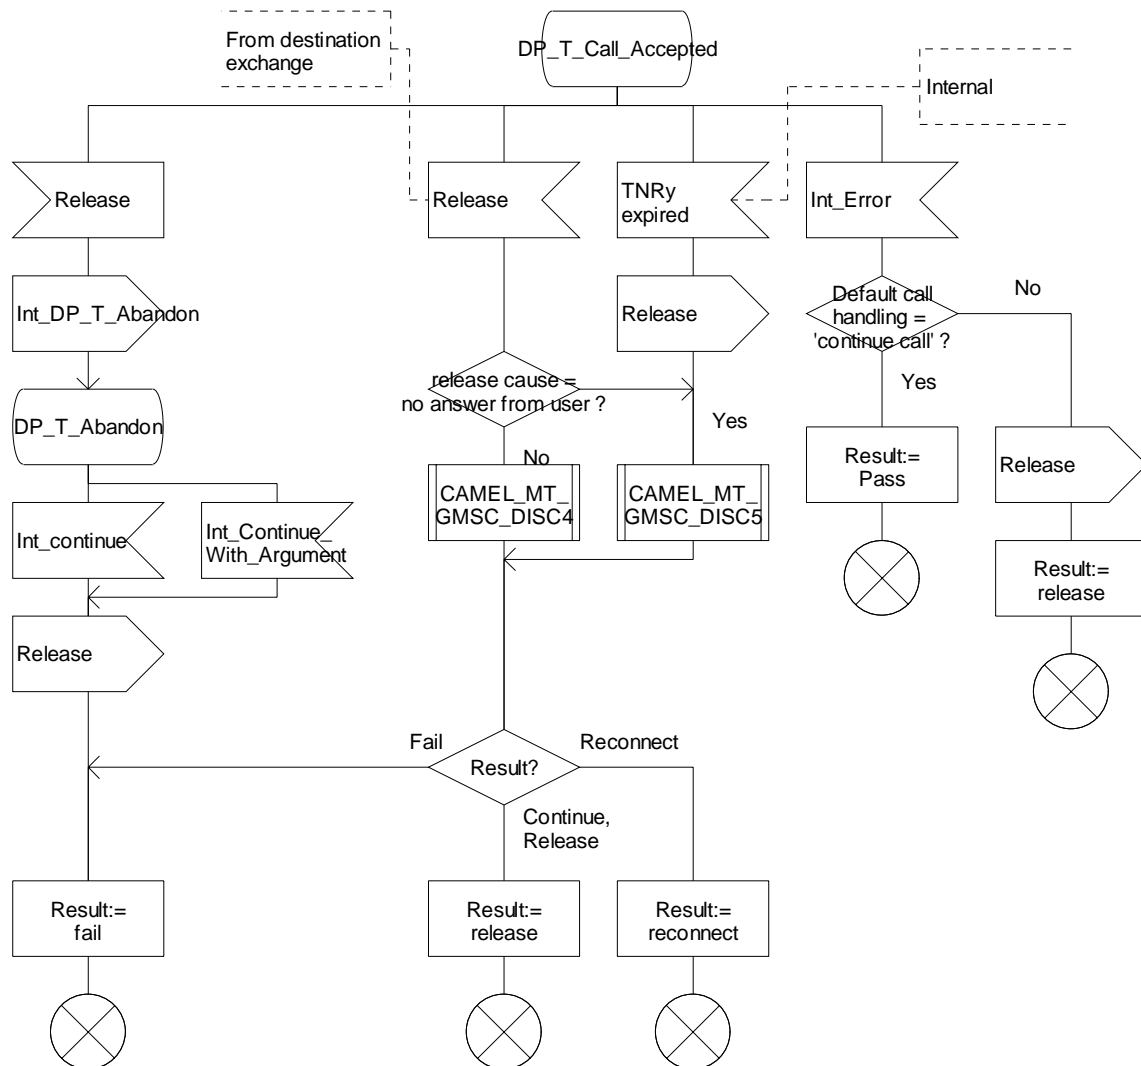 From destination
exchange
DP_T_Call_Accepted
Internal
Release
Release
TNRy
expired
Int_Error
Int_DP_T_Abandon
Release
Default call
handling =
'continue call' ?
No
Yes
release cause =
no answer from user ?
Yes
No
DP_T_Abandon
CAMEL_MT_
GMSC_DISC4
CAMEL_MT_
GMSC_DISC5
Result:=
Pass
Release
Int_continue
Int_Continue_
With_Argument
Result:=
release
Release
Fail
Reconnect
Result?
Continue,
Release
Result:=
fail
Result:=
release
Result:=
reconnect